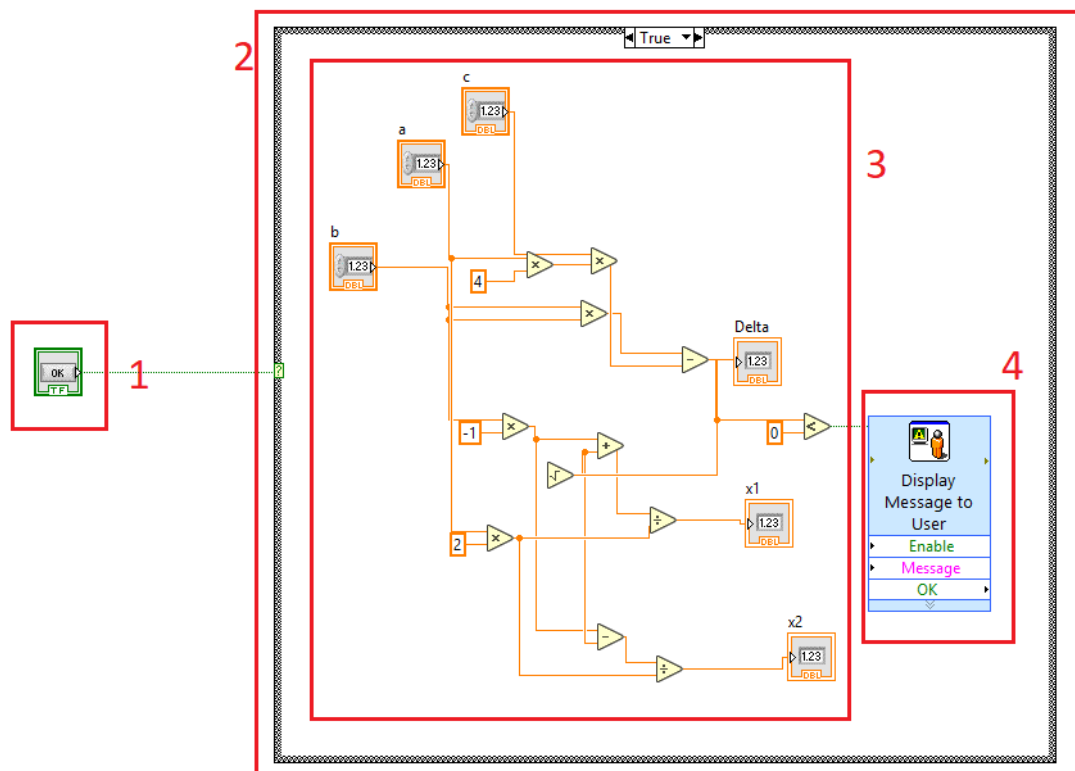 True
2
c
1.23
DBL
3
a
1.23
DBL
b
1.23
DBL
×
×
4
×
Delta
1.23
DBL
-
OK
TF
1
?
4
-1
×
+
0
<
√
Display
Message to
User
Enable
Message
OK
x1
1.23
DBL
÷
2
×
-
x2
1.23
DBL
÷